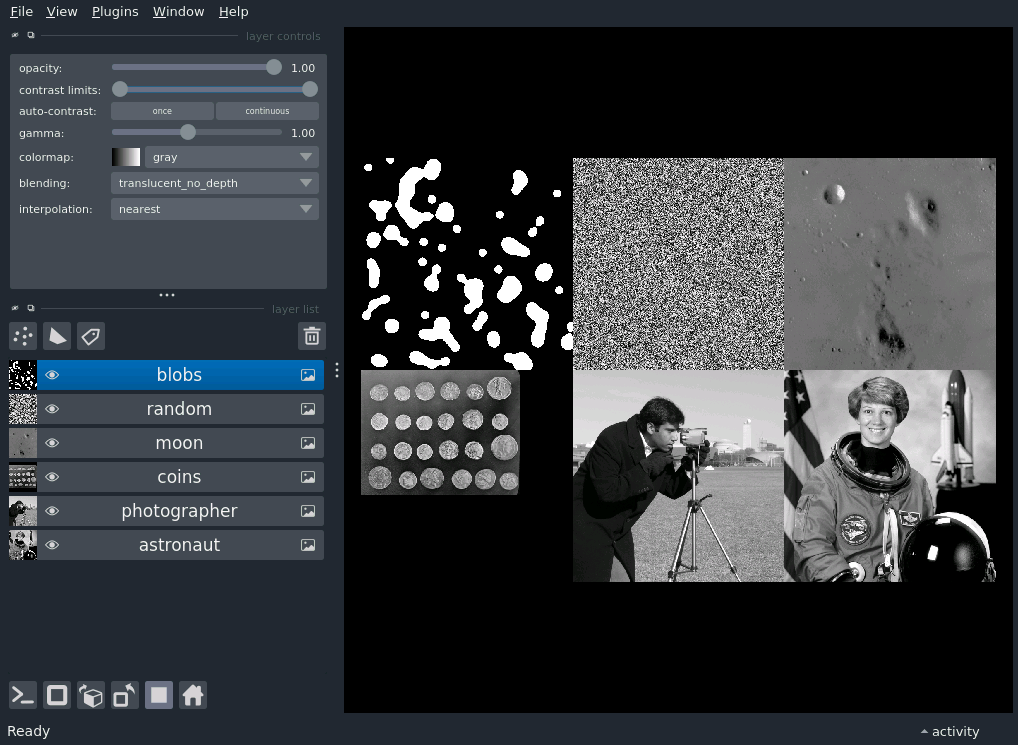 File View Plugins Window Help
layer controls
opacity: 1.00
contrast limits:
auto-contrast: once continuous
gamma: 1.00
colormap: gray
blending: translucent_no_depth
interpolation: nearest
layer list
blobs
random
moon
coins
photographer
astronaut
Ready
activity